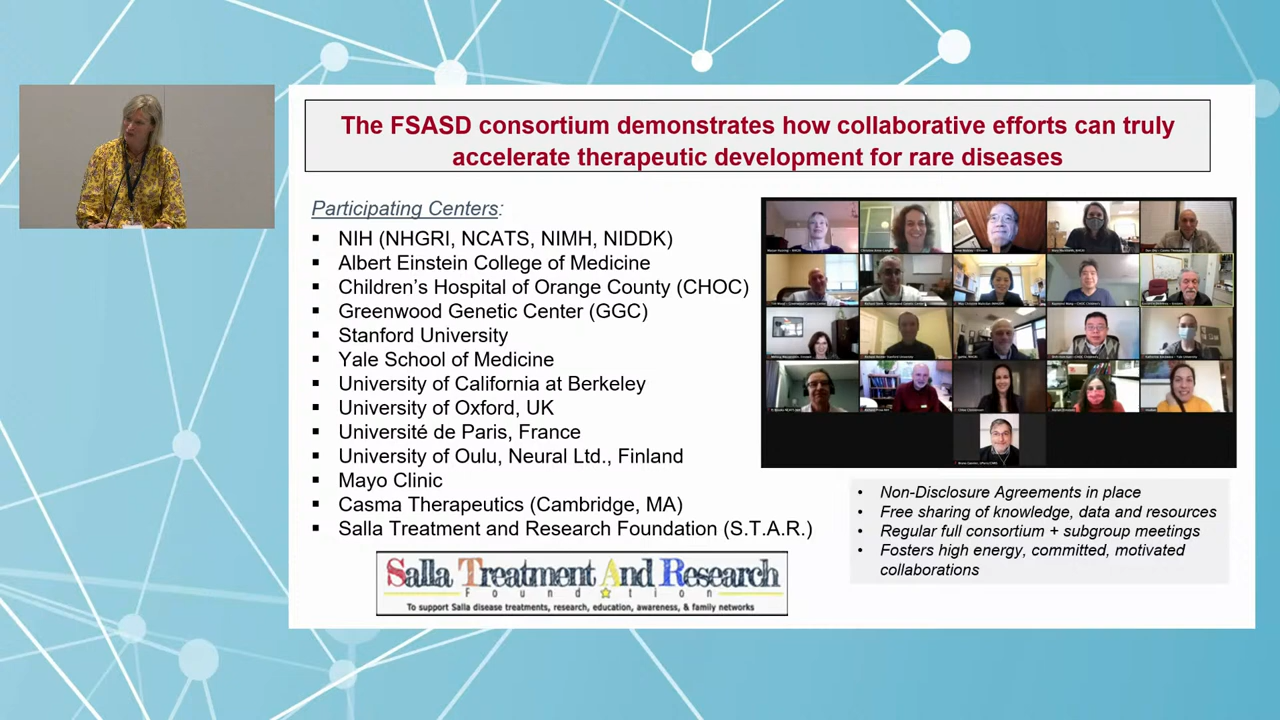 The FSASD consortium demonstrates how collaborative efforts can truly
accelerate therapeutic development for rare diseases
Participating Centers:
▪ NIH (NHGRI, NCATS, NIMH, NIDDK)
▪ Albert Einstein College of Medicine
▪ Children's Hospital of Orange County (CHOC)
▪ Greenwood Genetic Center (GGC)
▪ Stanford University
▪ Yale School of Medicine
▪ University of California at Berkeley
▪ University of Oxford, UK
▪ Université de Paris, France
▪ University of Oulu, Neural Ltd., Finland
▪ Mayo Clinic
▪ Casma Therapeutics (Cambridge, MA)
▪ Salla Treatment and Research Foundation (S.T.A.R.)
Salla Treatment And Research
Foundation
To support Salla disease treatments, research, education, awareness, & family networks
• Non-Disclosure Agreements in place
• Free sharing of knowledge, data and resources
• Regular full consortium + subgroup meetings
• Fosters high energy, committed, motivated
collaborations